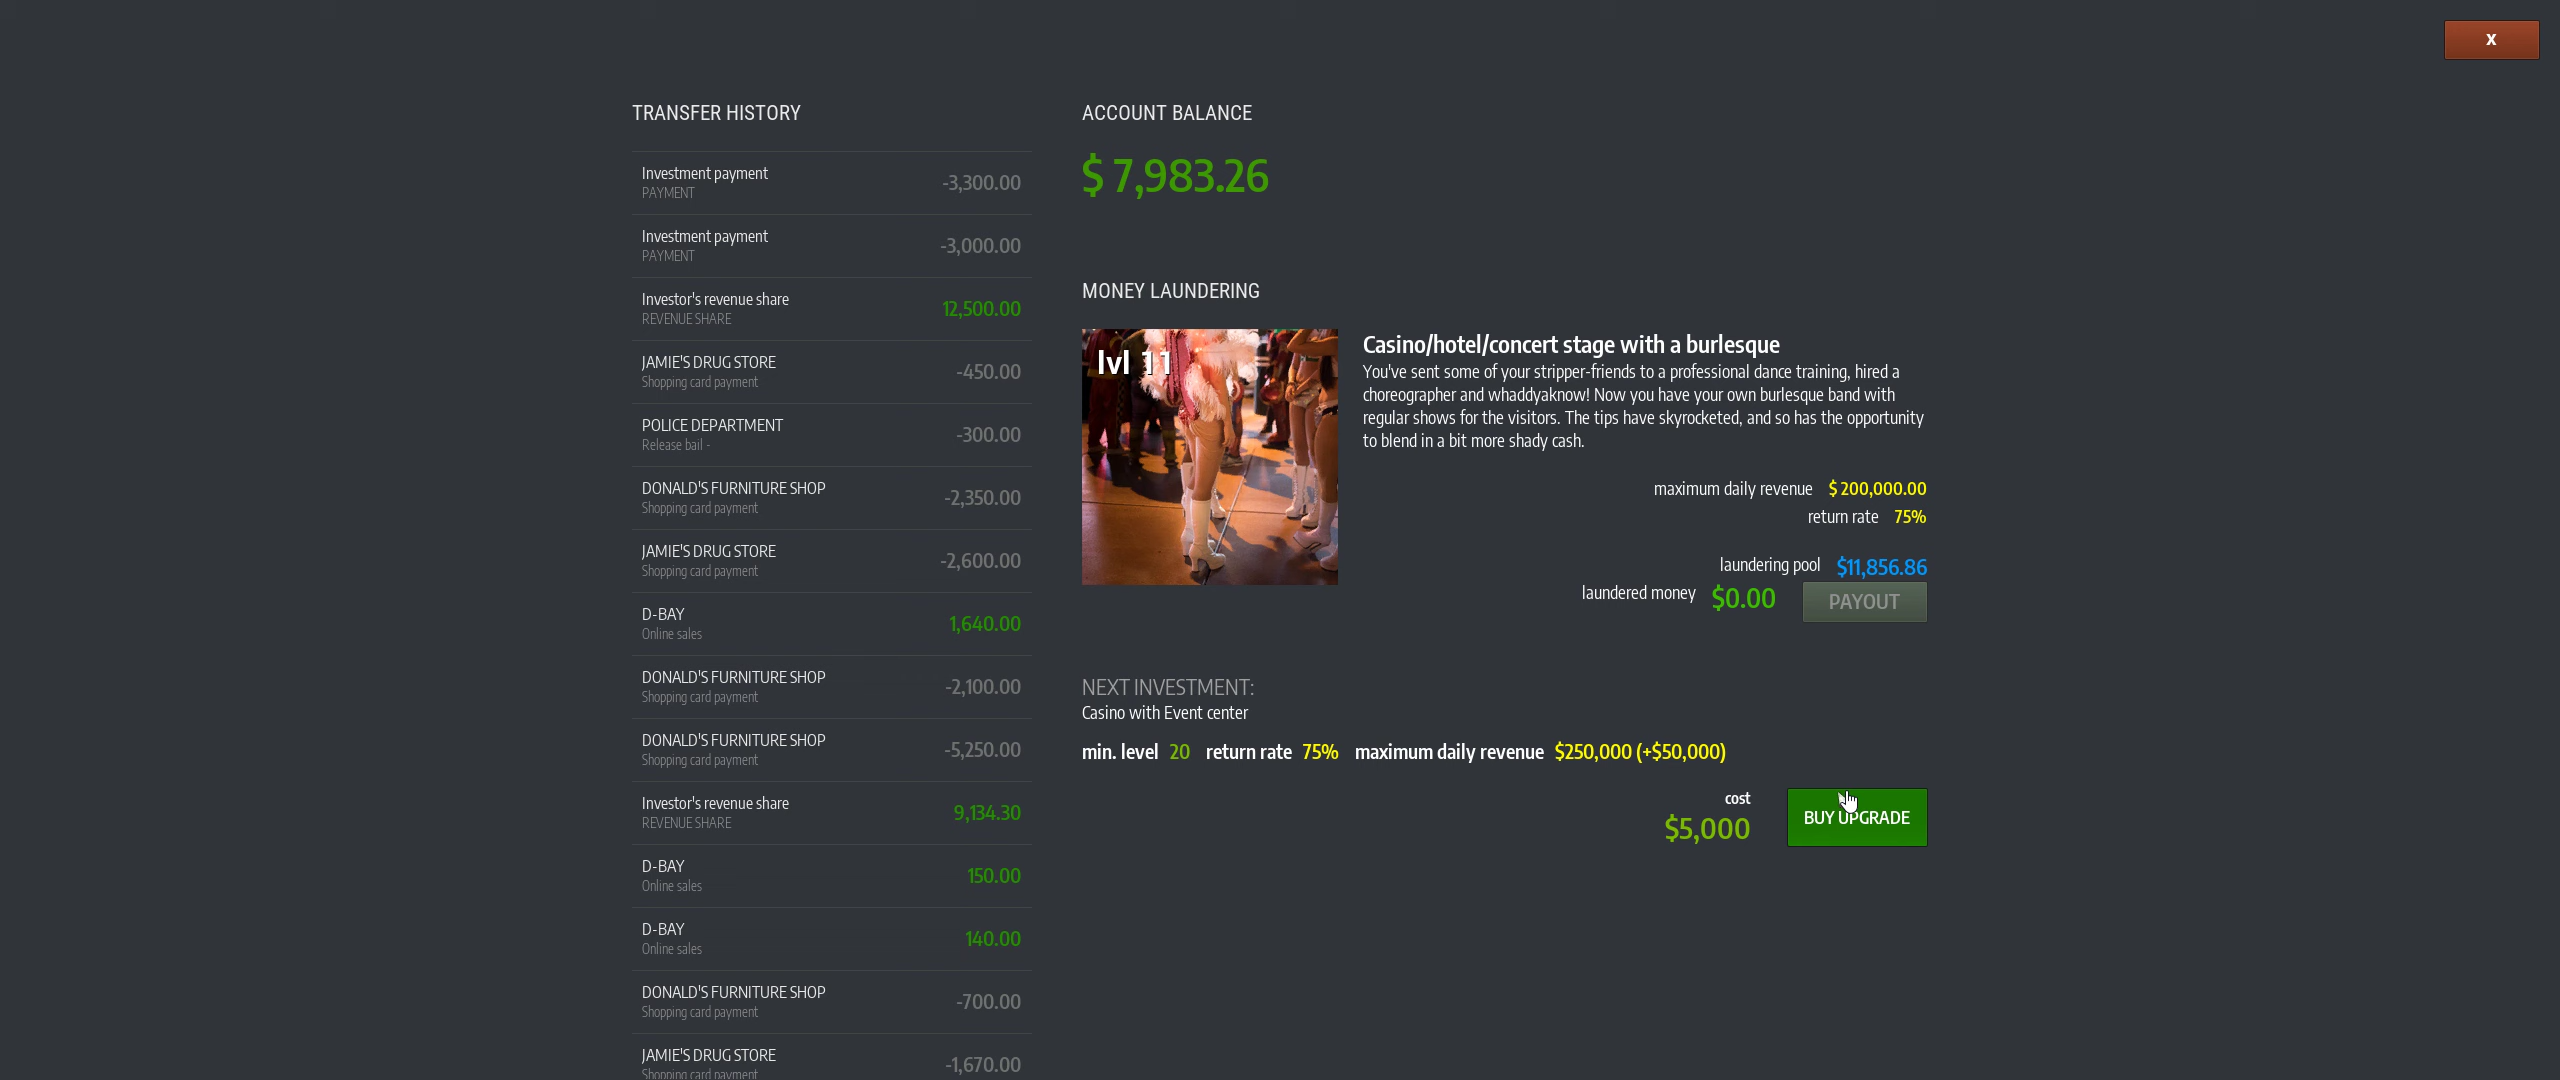 X
TRANSFER HISTORY
Investment payment -3,300.00
PAYMENT
Investment payment -3,000.00
PAYMENT
Investor's revenue share 12,500.00
REVENUE SHARE
JAMIE'S DRUG STORE -450.00
Shopping card payment
POLICE DEPARTMENT -300.00
Release bail -
DONALD'S FURNITURE SHOP -2,350.00
Shopping card payment
JAMIE'S DRUG STORE -2,600.00
Shopping card payment
D-BAY 1,640.00
Online sales
DONALD'S FURNITURE SHOP -2,100.00
Shopping card payment
DONALD'S FURNITURE SHOP -5,250.00
Shopping card payment
Investor's revenue share 9,134.30
REVENUE SHARE
D-BAY 150.00
Online sales
D-BAY 140.00
Online sales
DONALD'S FURNITURE SHOP -700.00
Shopping card payment
JAMIE'S DRUG STORE -1,670.00
Shopping card payment
ACCOUNT BALANCE
$ 7,983.26
MONEY LAUNDERING
lvl 11
Casino/hotel/concert stage with a burlesque
You've sent some of your stripper-friends to a professional dance training, hired a
choreographer and whaddyaknow! Now you have your own burlesque band with
regular shows for the visitors. The tips have skyrocketed, and so has the opportunity
to blend in a bit more shady cash.
maximum daily revenue $ 200,000.00
return rate 75%
laundering pool $11,856.86
laundered money $0.00 PAYOUT
NEXT INVESTMENT:
Casino with Event center
min. level 20 return rate 75% maximum daily revenue $250,000 (+$50,000)
cost
$5,000
BUY UPGRADE